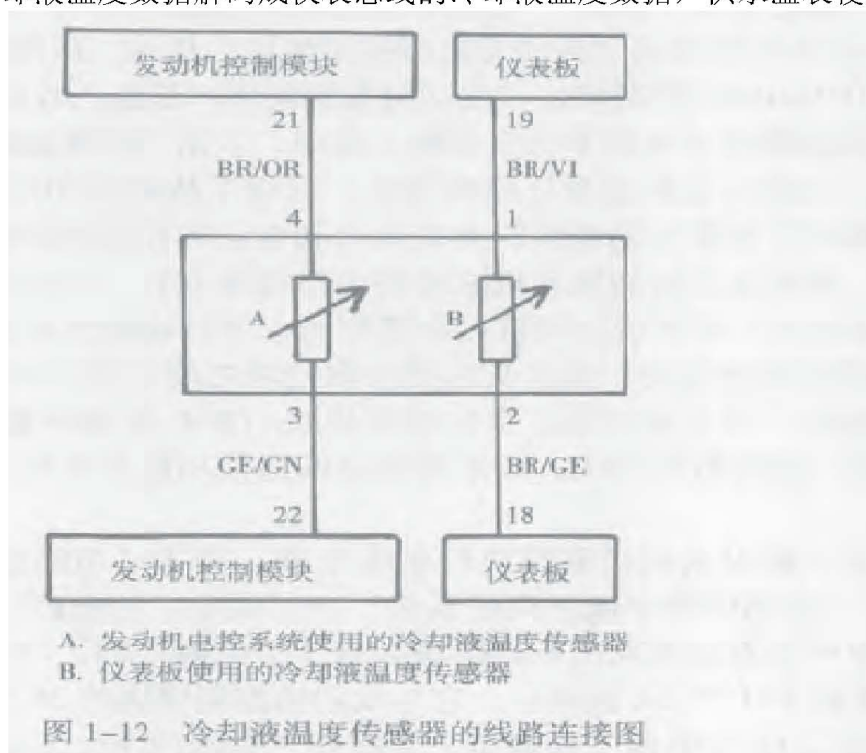 发动机控制模块 仪表板
21 19
BR/OR BR/VI
4 1
A B
3 2
GE/GN BR/GE
22 18
发动机控制模块 仪表板
A. 发动机电控系统使用的冷却液温度传感器
B. 仪表板使用的冷却液温度传感器
图 1-12 冷却液温度传感器的线路连接图